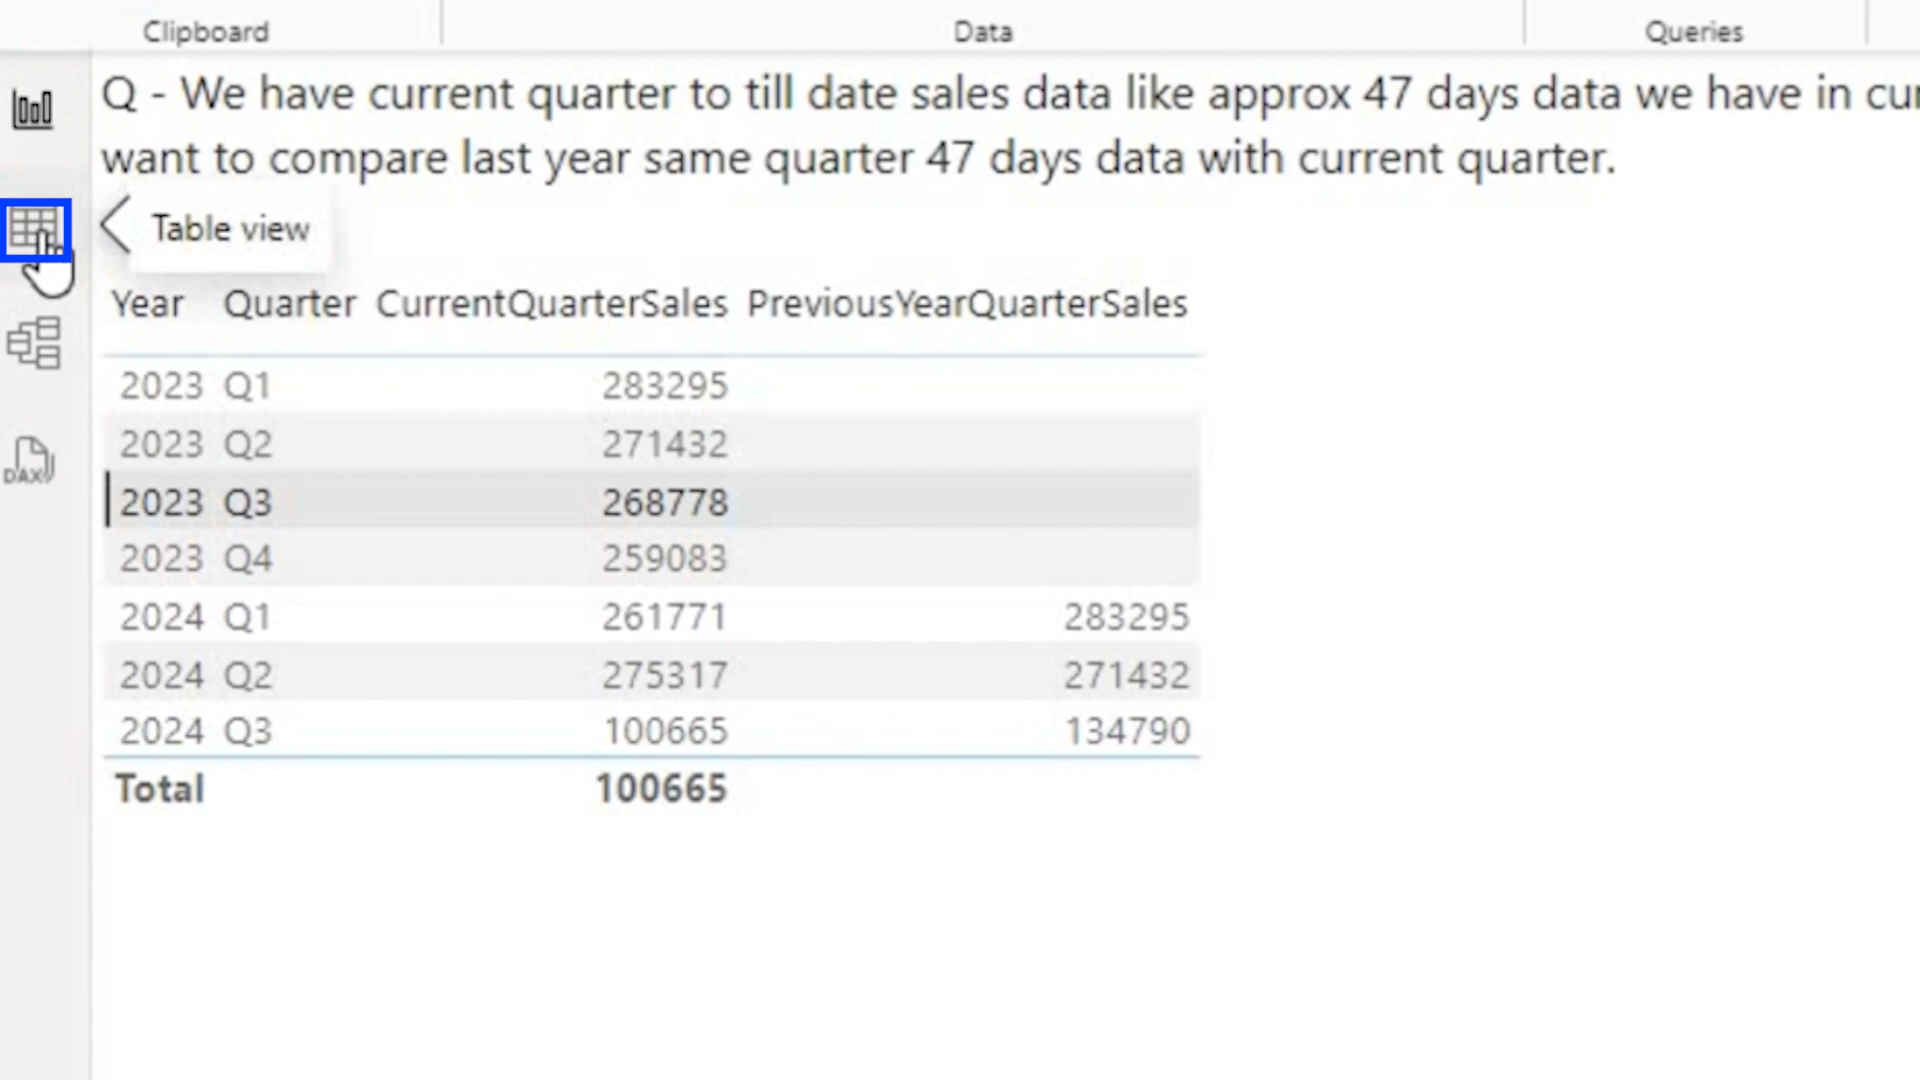 Clipboard Data Queries
Q - We have current quarter to till date sales data like approx 47 days data we have in
want to compare last year same quarter 47 days data with current quarter.
Table view
Year Quarter CurrentQuarterSales PreviousYearQuarterSales
2023 Q1 283295
2023 Q2 271432
2023 Q3 268778
2023 Q4 259083
2024 Q1 261771 283295
2024 Q2 275317 271432
2024 Q3 100665 134790
Total 100665
DAX